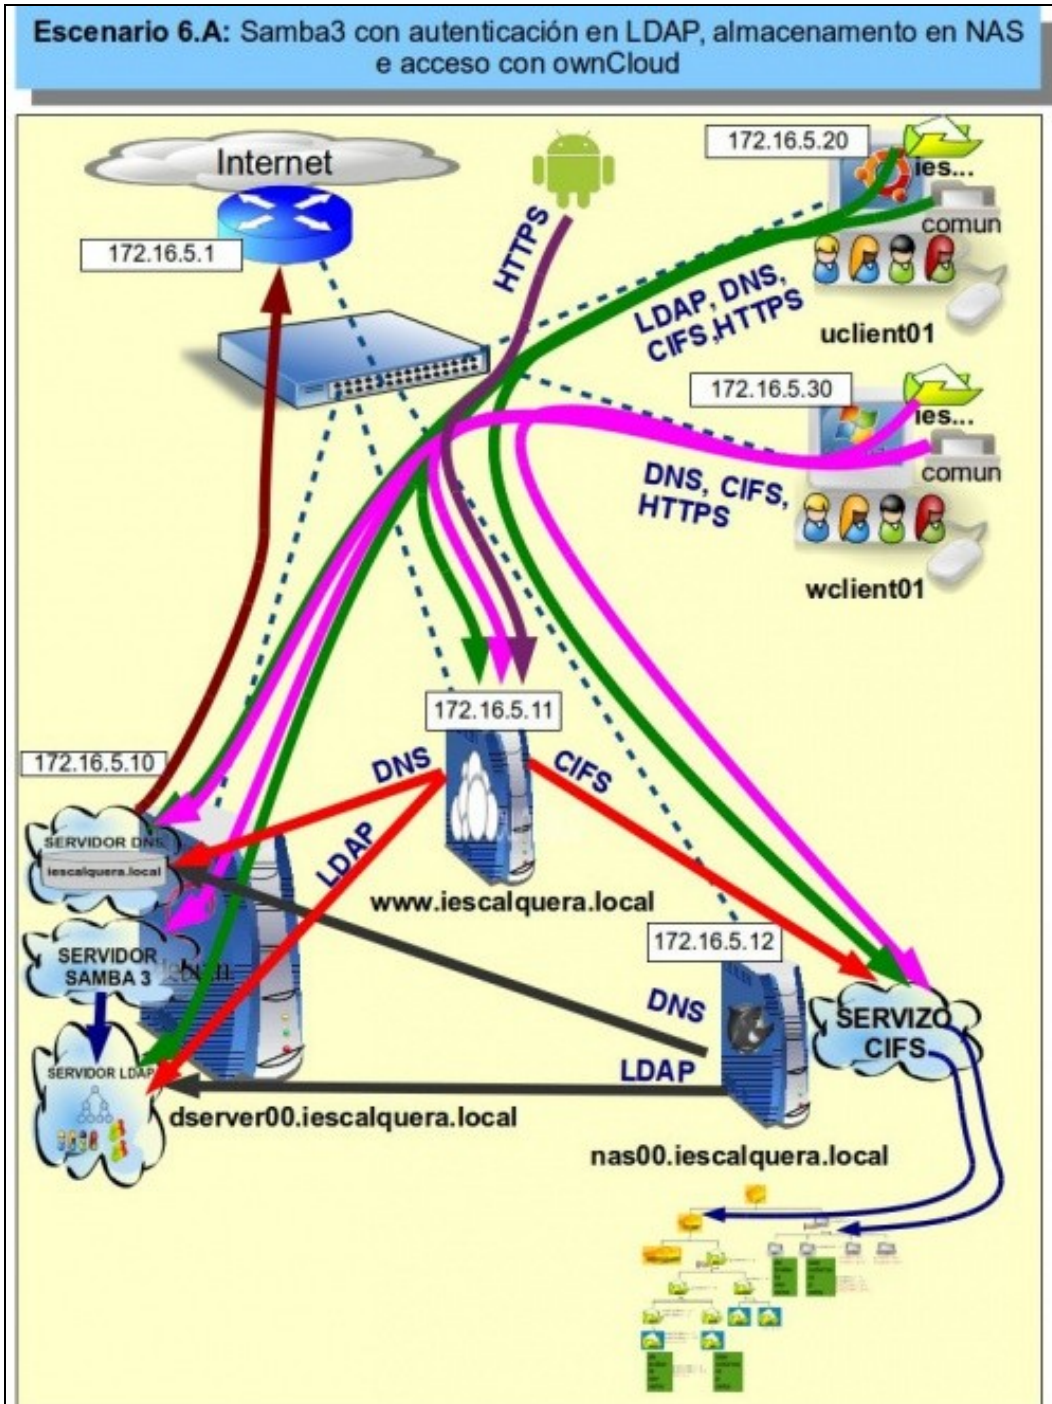 Escenario 6.A: Samba3 con autenticación en LDAP, almacenamento en NAS
e acceso con ownCloud
Internet
172.16.5.1
HTTPS
172.16.5.20
ies...
comun
LDAP, DNS,
CIFS,HTTPS
uclient01
172.16.5.30
ies...
comun
DNS, CIFS,
HTTPS
wclient01
172.16.5.11
172.16.5.10
DNS
CIFS
SERVIDOR DNS
iescalquera.local
LDAP
www.iescalquera.local
172.16.5.12
SERVIDOR
SAMBA 3
debian
DNS
SERVIZO
CIFS
SERVIDOR LDAP
LDAP
dserver00.iescalquera.local
nas00.iescalquera.local